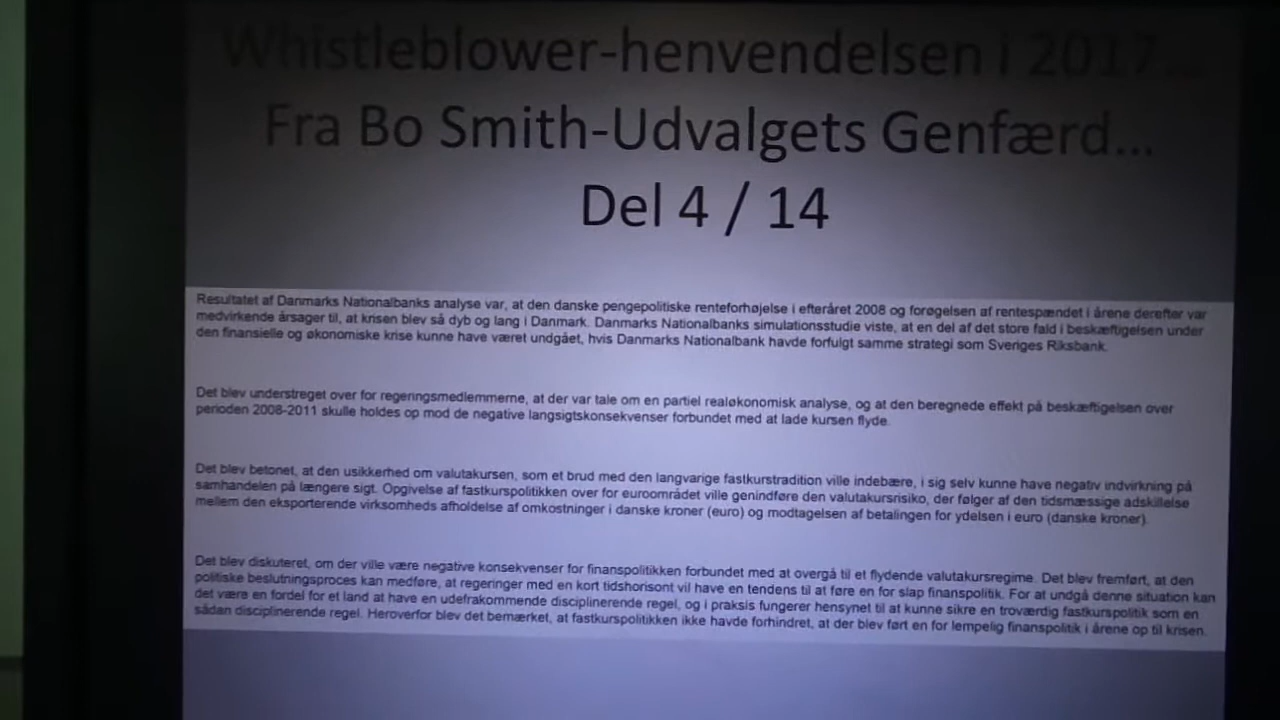 Whistleblower-henvendelsen i 2017...
Fra Bo Smith-Udvalgets Genfærd...
Del 4 / 14
Resultatet af Danmarks Nationalbanks analyse var, at den danske pengepolitiske renteforhøjelse i efteråret 2008 og forøgelsen af rentespændet i årene derefter var
medvirkende årsager til, at krisen blev så dyb og lang i Danmark. Danmarks Nationalbanks simulationsstudie viste, at en del af det store fald i beskæftigelsen under
den finansielle og økonomiske krise kunne have været undgået, hvis Danmarks Nationalbank havde forfulgt samme strategi som Sveriges Riksbank.
Det blev understreget over for regeringsmedlemmerne, at der var tale om en partiel realøkonomisk analyse, og at den beregnede effekt på beskæftigelsen over
perioden 2008-2011 skulle holdes op mod de negative langsigtskonsekvenser forbundet med at lade kursen flyde.
Det blev betonet, at den usikkerhed om valutakursen, som et brud med den langvarige fastkurstradition ville indebære, i sig selv kunne have negativ indvirkning på
samhandelen på længere sigt. Opgivelse af fastkurspolitikken over for euroområdet ville genindføre den valutakursrisiko, der følger af den tidsmæssige adskillelse
mellem den eksporterende virksomheds afholdelse af omkostninger i danske kroner (euro) og modtagelsen af betalingen for ydelsen i euro (danske kroner).
Det blev diskuteret, om der ville være negative konsekvenser for finanspolitikken forbundet med at overgå til et flydende valutakursregime. Det blev fremført, at den
politiske beslutningsproces kan medføre, at regeringer med en kort tidshorisont vil have en tendens til at føre en for slap finanspolitik. For at undgå denne situation kan
det være en fordel for et land at have en udefrakommende disciplinerende regel, og i praksis fungerer hensynet til at kunne sikre en troværdig fastkurspolitik som en
sådan disciplinerende regel. Heroverfor blev det bemærket, at fastkurspolitikken ikke havde forhindret, at der blev ført en for lempelig finanspolitik i årene op til krisen.